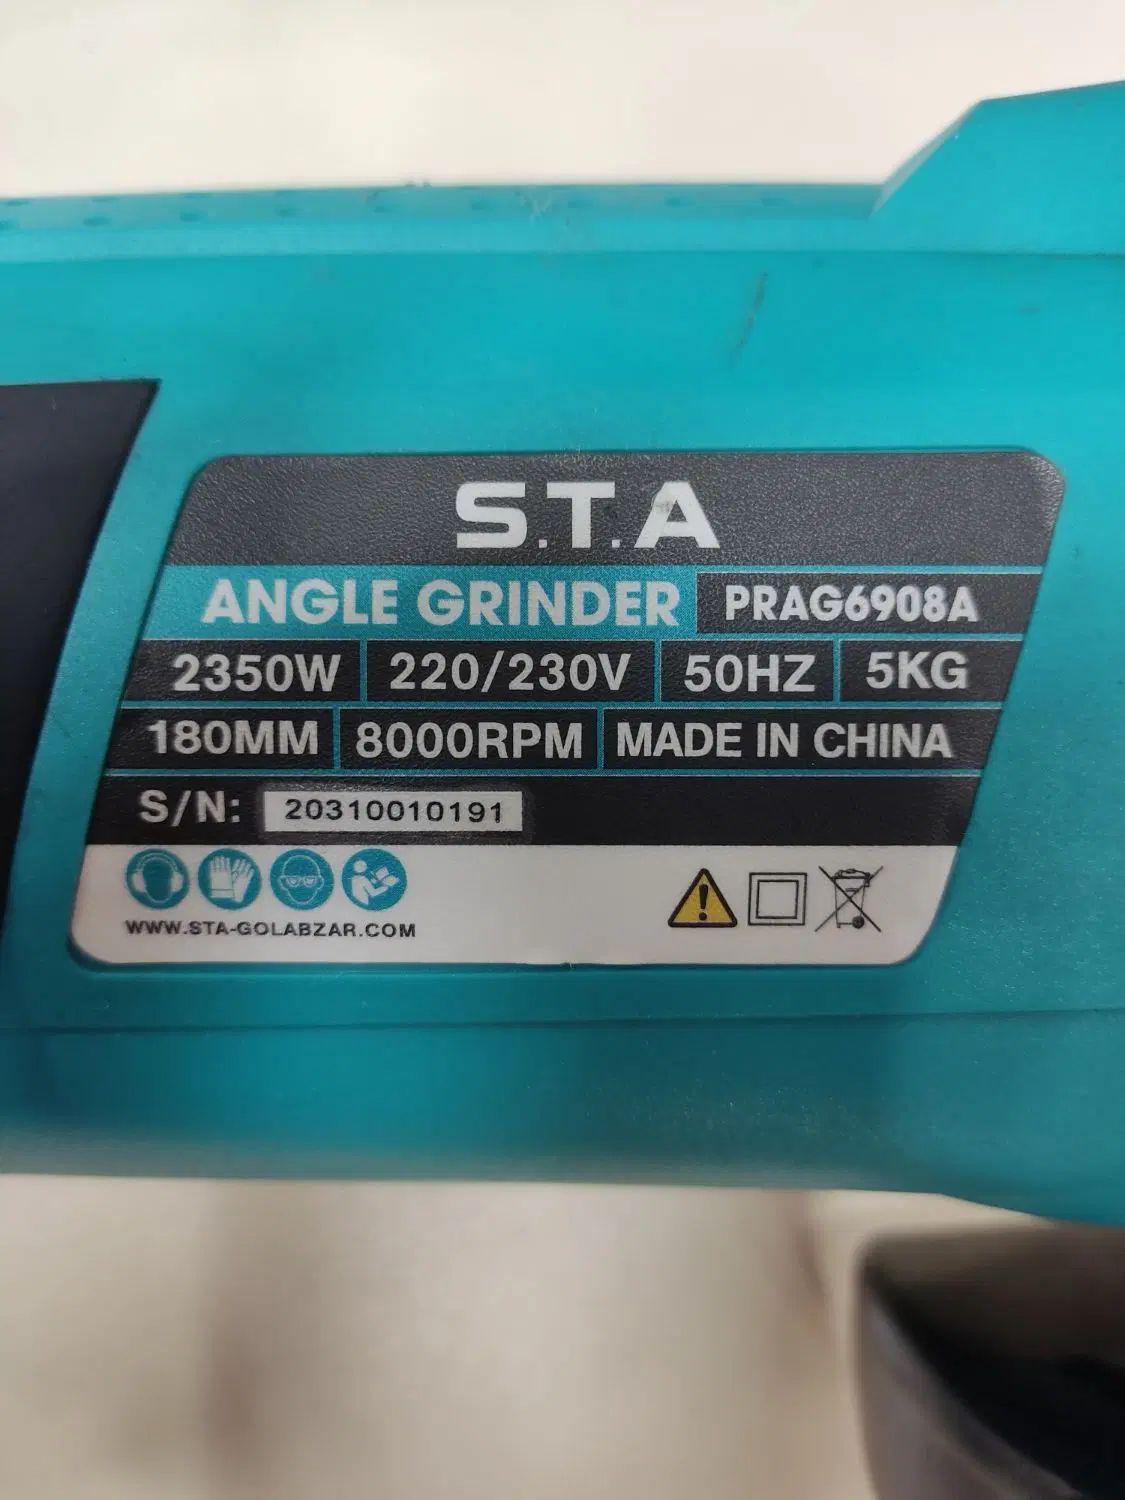 S.T.A
ANGLE GRINDER PRAG6908A
2350W 220/230V 50HZ 5KG
180MM 8000RPM MADE IN CHINA
S/N: 20310010191
WWW.STA-GOLABZAR.COM